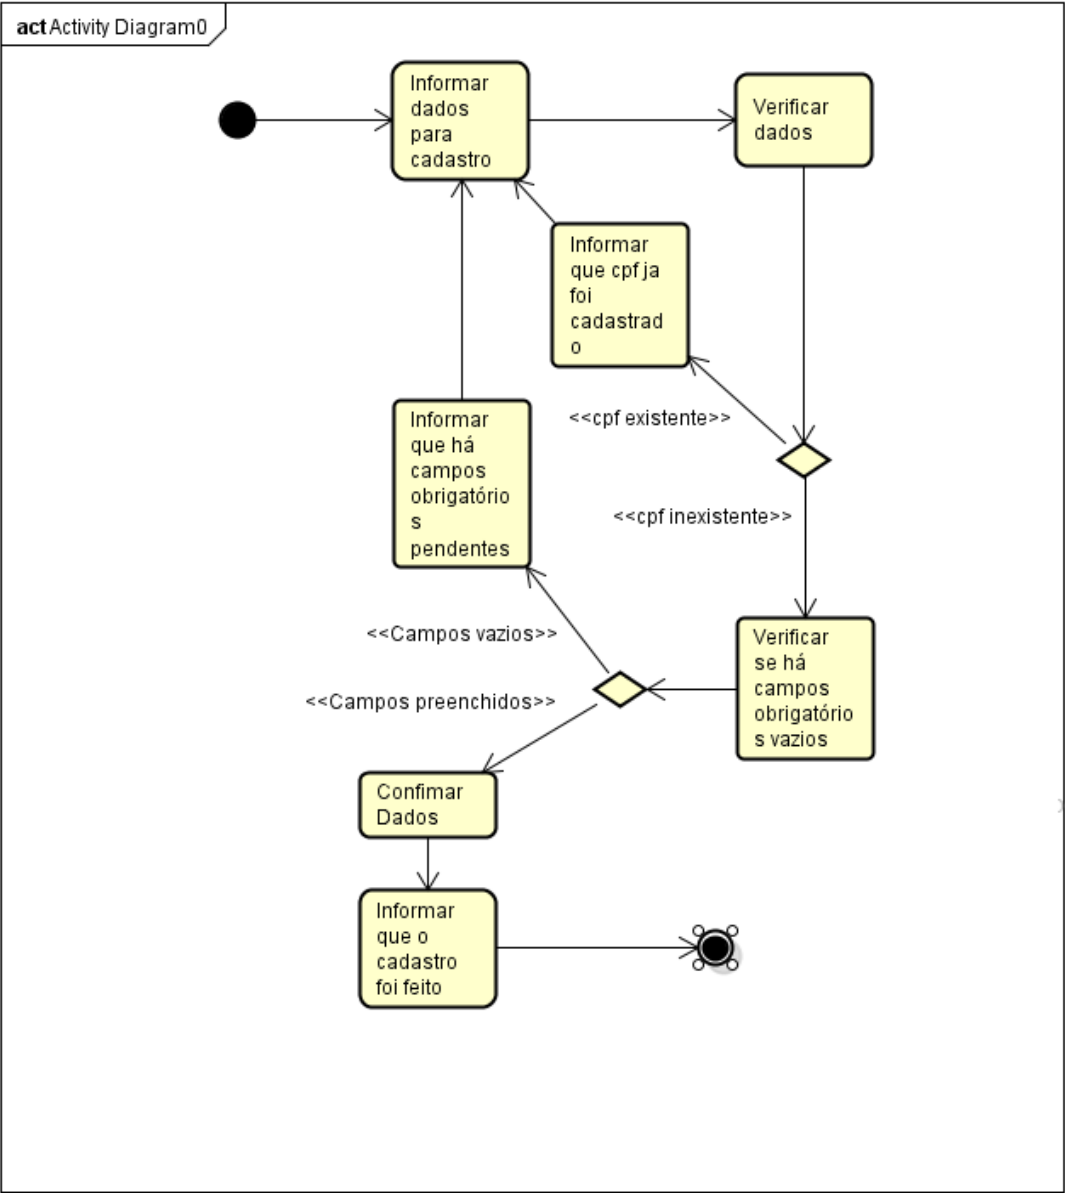 act Activity Diagram0
Informar
dados
para
cadastro
Verificar
dados
Informar
que cpf ja
foi
cadastrad
o
<<cpf existente>>
Informar
que há
campos
obrigatório
s
pendentes
<<cpf inexistente>>
<<Campos vazios>>
Verificar
se há
campos
obrigatório
s vazios
<<Campos preenchidos>>
Confimar
Dados
Informar
que o
cadastro
foi feito